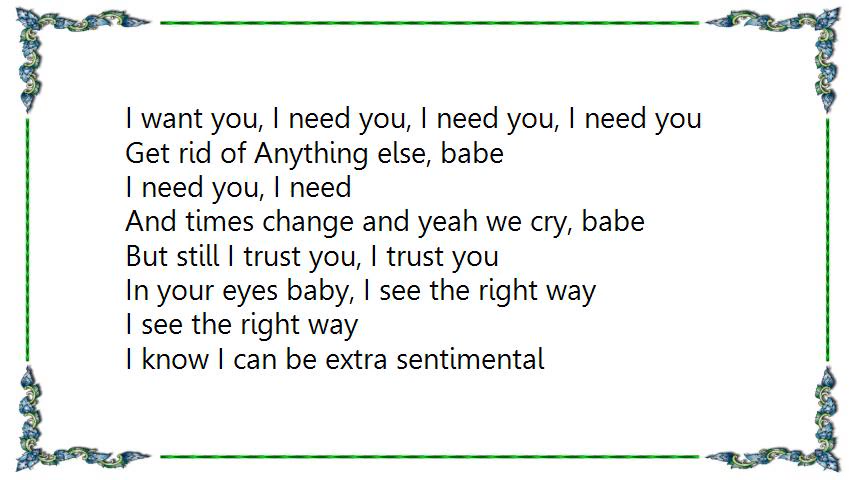 I want you, I need you, I need you, I need you
Get rid of Anything else, babe
I need you, I need
And times change and yeah we cry, babe
But still I trust you, I trust you
In your eyes baby, I see the right way
I see the right way
I know I can be extra sentimental